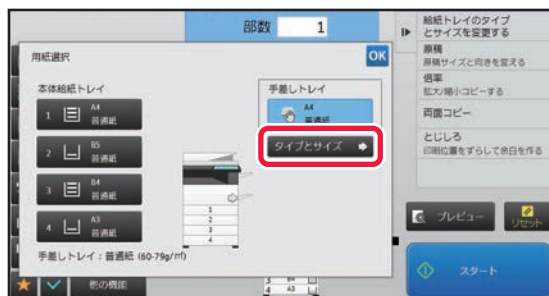 部数 1
給紙トレイのタイプ
とサイズを変更する
原稿
原稿サイズと向きを変える
倍率
拡大/縮小コピーする
両面コピー
とじしろ
印刷位置をずらして余白を作る
プレビュー
リセット
スタート
用紙選択
OK
本体給紙トレイ
1 A4
普通紙
2 B5
普通紙
3 B4
普通紙
4 A3
普通紙
手差しトレイ
A4
普通紙
タイプとサイズ
1
2
3
4
手差しトレイ：普通紙 (60-79g/㎡)
他の機能
4 A3